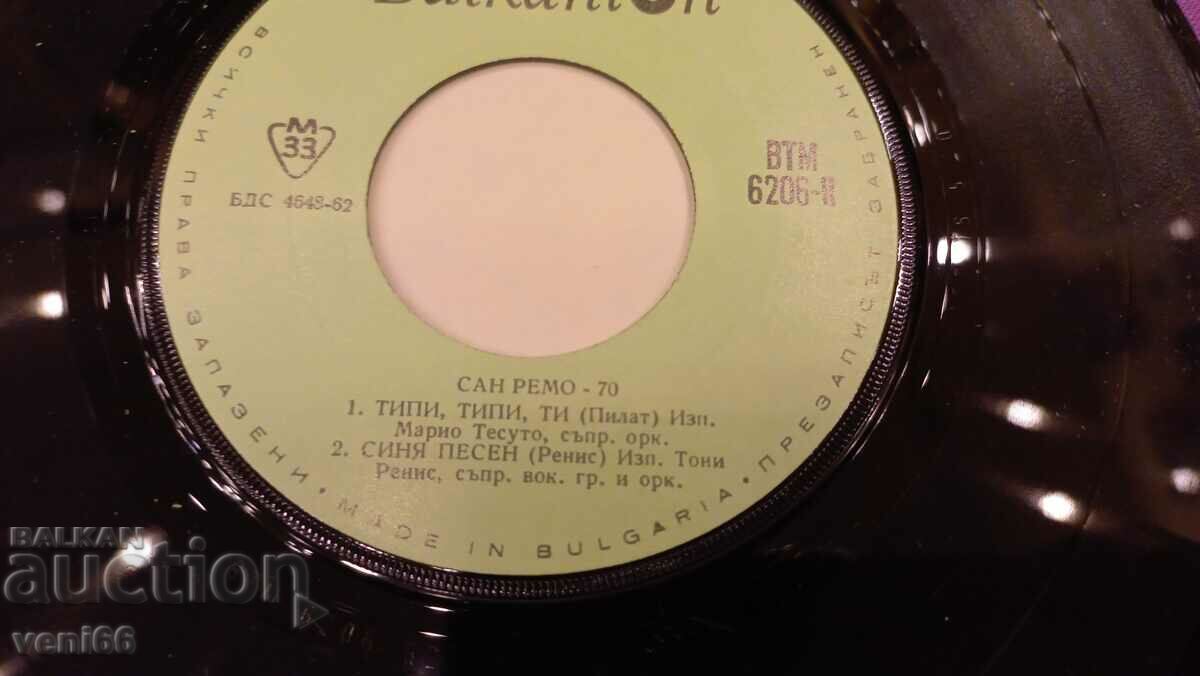 Balkanton
ВСИЧКИ ПРАВА ЗАПАЗЕНИ • MADE IN BULGARIA • ПРЕЗАПИСЪТ ЗАБРАНЕН
М
33
БДС 4648-62
ВТМ
6206-II
САН РЕМО - 70
1. ТИПИ, ТИПИ, ТИ (Пилат) Изп.
Марио Тесуто, съпр. орк.
2. СИНЯ ПЕСЕН (Ренис) Изп. Тони
Ренис, съпр. вок. гр. и орк.
BALKAN
auction
veni66